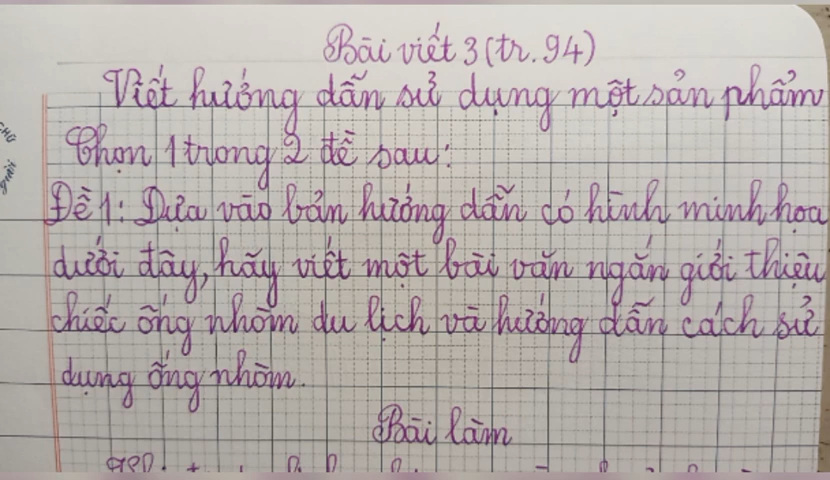 Bài viết 3 (tr.94)
Viết hướng dẫn sử dụng một sản phẩm
Chọn 1 trong 2 đề sau:
Đề 1: Dựa vào bản hướng dẫn có hình minh họa
dưới đây, hãy viết một bài văn ngắn giới thiệu
chiếc ống nhòm du lịch và hướng dẫn cách sử
dụng ống nhòm.
Bài làm